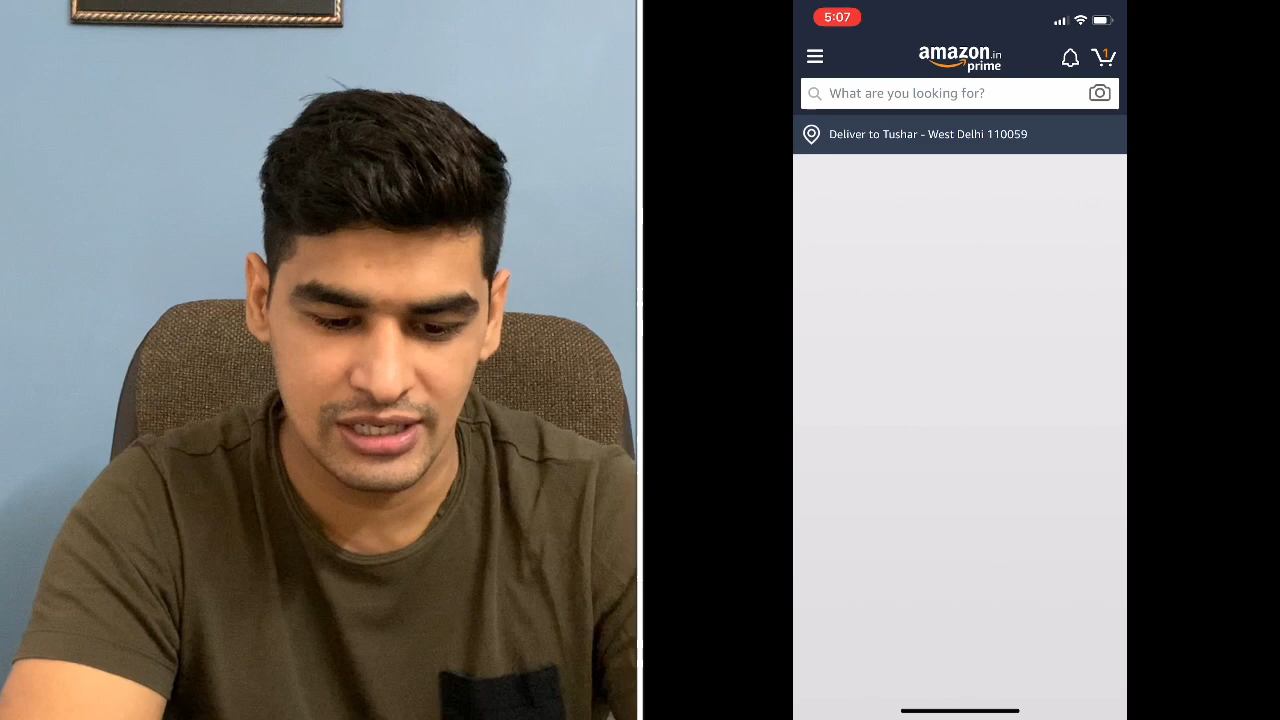 5:07
amazon.in
prime
1
What are you looking for?
Deliver to Tushar - West Delhi 110059